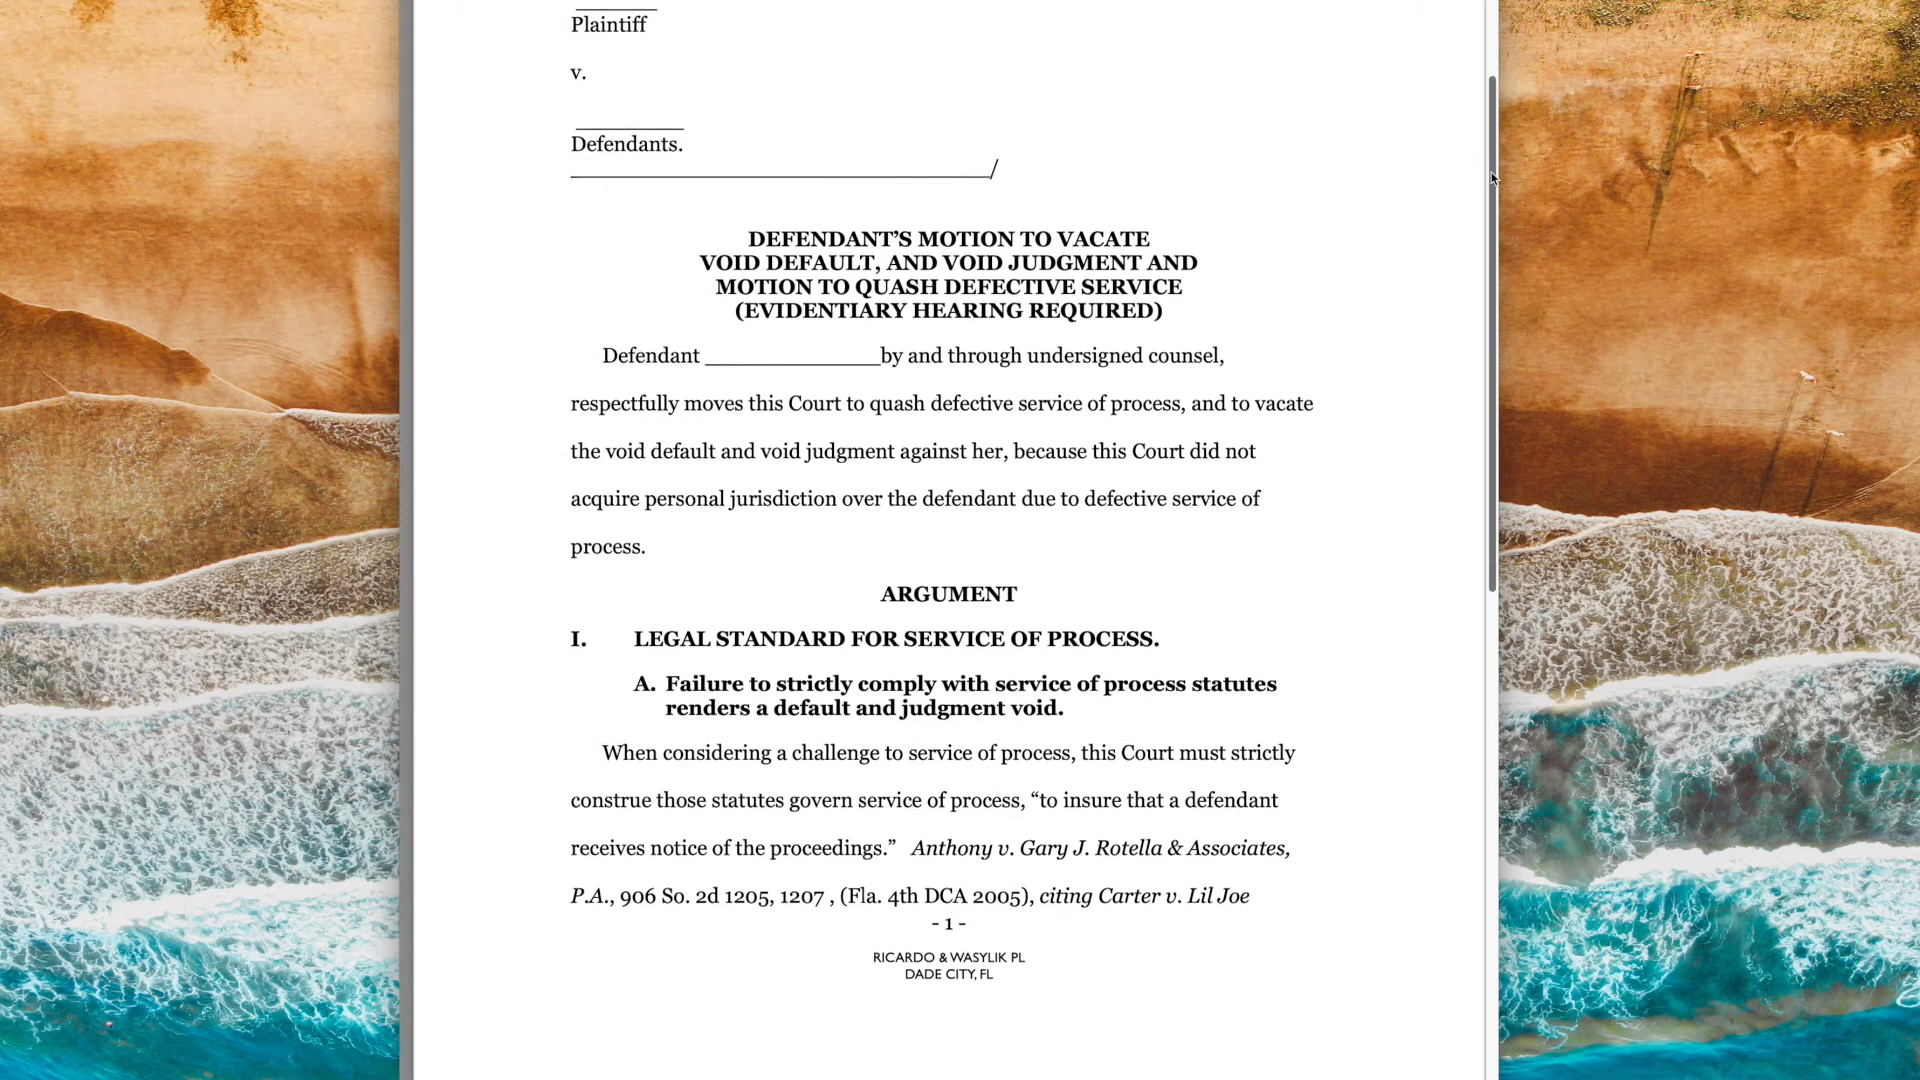 Plaintiff
v.
Defendants.
/
DEFENDANT’S MOTION TO VACATE
VOID DEFAULT, AND VOID JUDGMENT AND
MOTION TO QUASH DEFECTIVE SERVICE
(EVIDENTIARY HEARING REQUIRED)
Defendant ________________by and through undersigned counsel,
respectfully moves this Court to quash defective service of process, and to vacate
the void default and void judgment against her, because this Court did not
acquire personal jurisdiction over the defendant due to defective service of
process.
ARGUMENT
I. LEGAL STANDARD FOR SERVICE OF PROCESS.
A. Failure to strictly comply with service of process statutes
renders a default and judgment void.
When considering a challenge to service of process, this Court must strictly
construe those statutes govern service of process, “to insure that a defendant
receives notice of the proceedings.” Anthony v. Gary J. Rotella & Associates,
P.A., 906 So. 2d 1205, 1207 , (Fla. 4th DCA 2005), citing Carter v. Lil Joe
- 1 -
RICARDO & WASYLIK PL
DADE CITY, FL